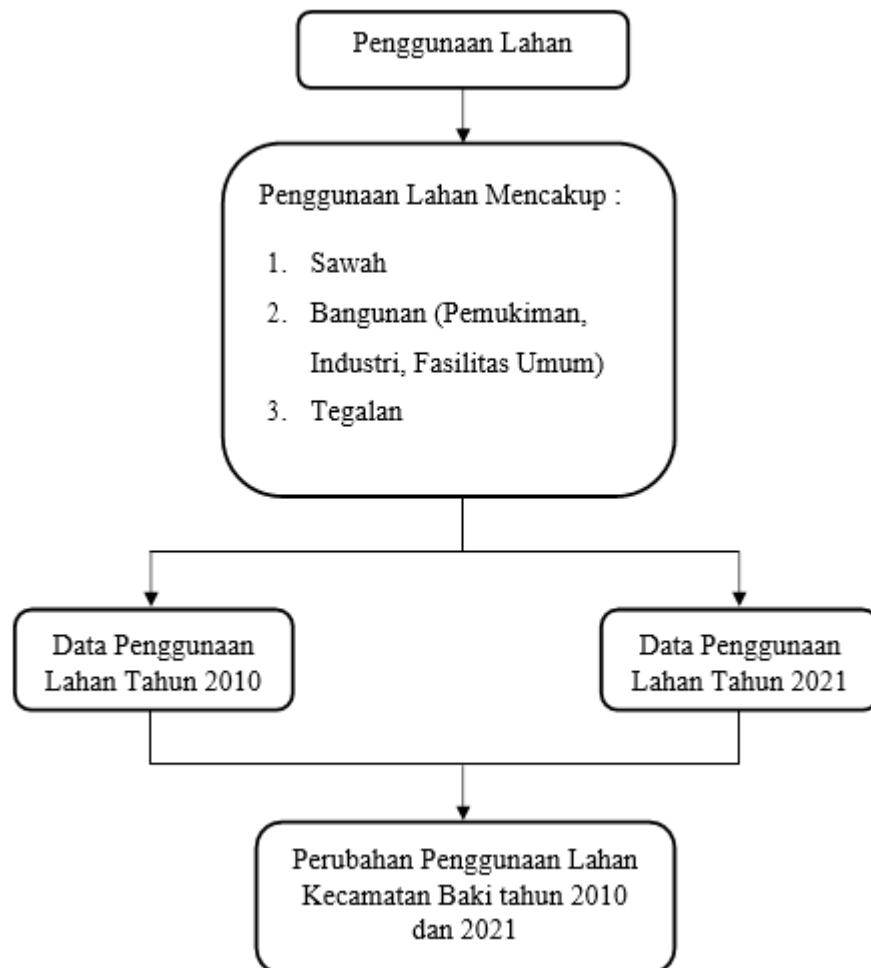 Penggunaan Lahan
Penggunaan Lahan Mencakup :
1. Sawah
2. Bangunan (Pemukiman,
Industri, Fasilitas Umum)
3. Tegalan
Data Penggunaan
Lahan Tahun 2010
Data Penggunaan
Lahan Tahun 2021
Perubahan Penggunaan Lahan
Kecamatan Baki tahun 2010
dan 2021